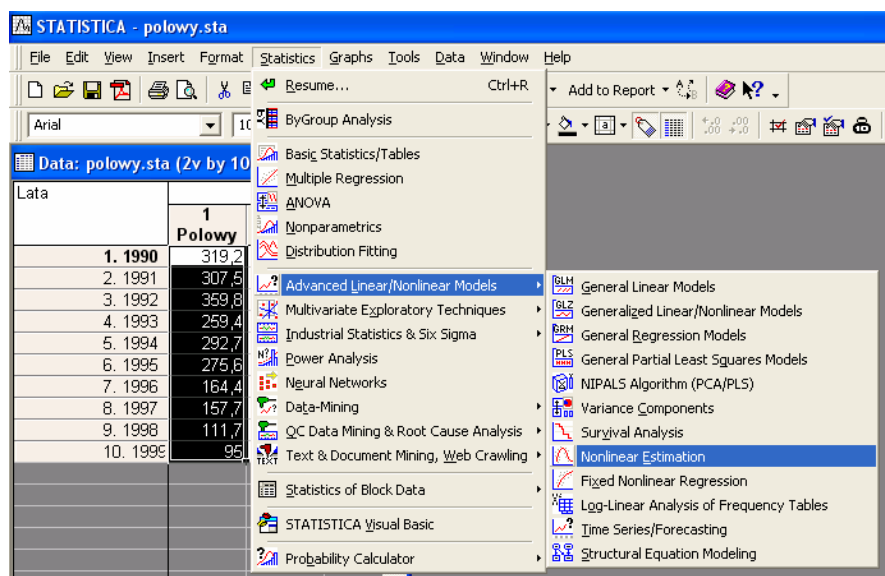 STATISTICA - polowy.sta
File Edit View Insert Format Statistics Graphs Tools Data Window Help
Add to Report
Arial
Data: polowy.sta (2v by 10
Lata
1
Polowy
1. 1990 319,2
2. 1991 307,5
3. 1992 359,8
4. 1993 259,4
5. 1994 292,7
6. 1995 275,6
7. 1996 164,4
8. 1997 157,7
9. 1998 111,7
10. 1999 95
Resume... Ctrl+R
ByGroup Analysis
Basic Statistics/Tables
Multiple Regression
ANOVA
Nonparametrics
Distribution Fitting
Advanced Linear/Nonlinear Models
Multivariate Exploratory Techniques
Industrial Statistics & Six Sigma
Power Analysis
Neural Networks
Data-Mining
QC Data Mining & Root Cause Analysis
Text & Document Mining, Web Crawling
Statistics of Block Data
STATISTICA Visual Basic
Probability Calculator
General Linear Models
Generalized Linear/Nonlinear Models
General Regression Models
General Partial Least Squares Models
NIPALS Algorithm (PCA/PLS)
Variance Components
Survival Analysis
Nonlinear Estimation
Fixed Nonlinear Regression
Log-Linear Analysis of Frequency Tables
Time Series/Forecasting
Structural Equation Modeling